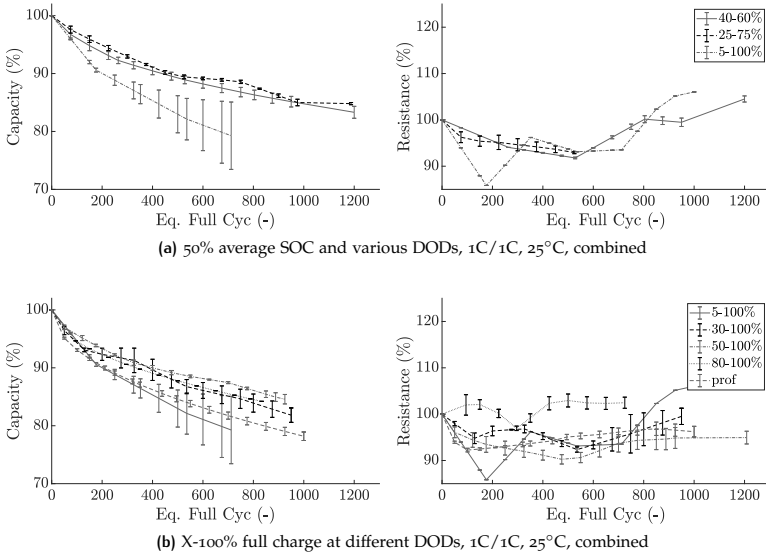 100
90
80
70
Capacity (%)
0 200 400 600 800 1000 1200
Eq. Full Cyc (-)
120
110
100
90
Resistance (%)
0 200 400 600 800 1000 1200
Eq. Full Cyc (-)
40-60%
25-75%
5-100%
(a) 50% average SOC and various DODs, 1C/1C, 25°C, combined
100
90
80
70
Capacity (%)
0 200 400 600 800 1000 1200
Eq. Full Cyc (-)
120
110
100
90
Resistance (%)
0 200 400 600 800 1000 1200
Eq. Full Cyc (-)
5-100%
30-100%
50-100%
80-100%
prof
(b) X-100% full charge at different DODs, 1C/1C, 25°C, combined